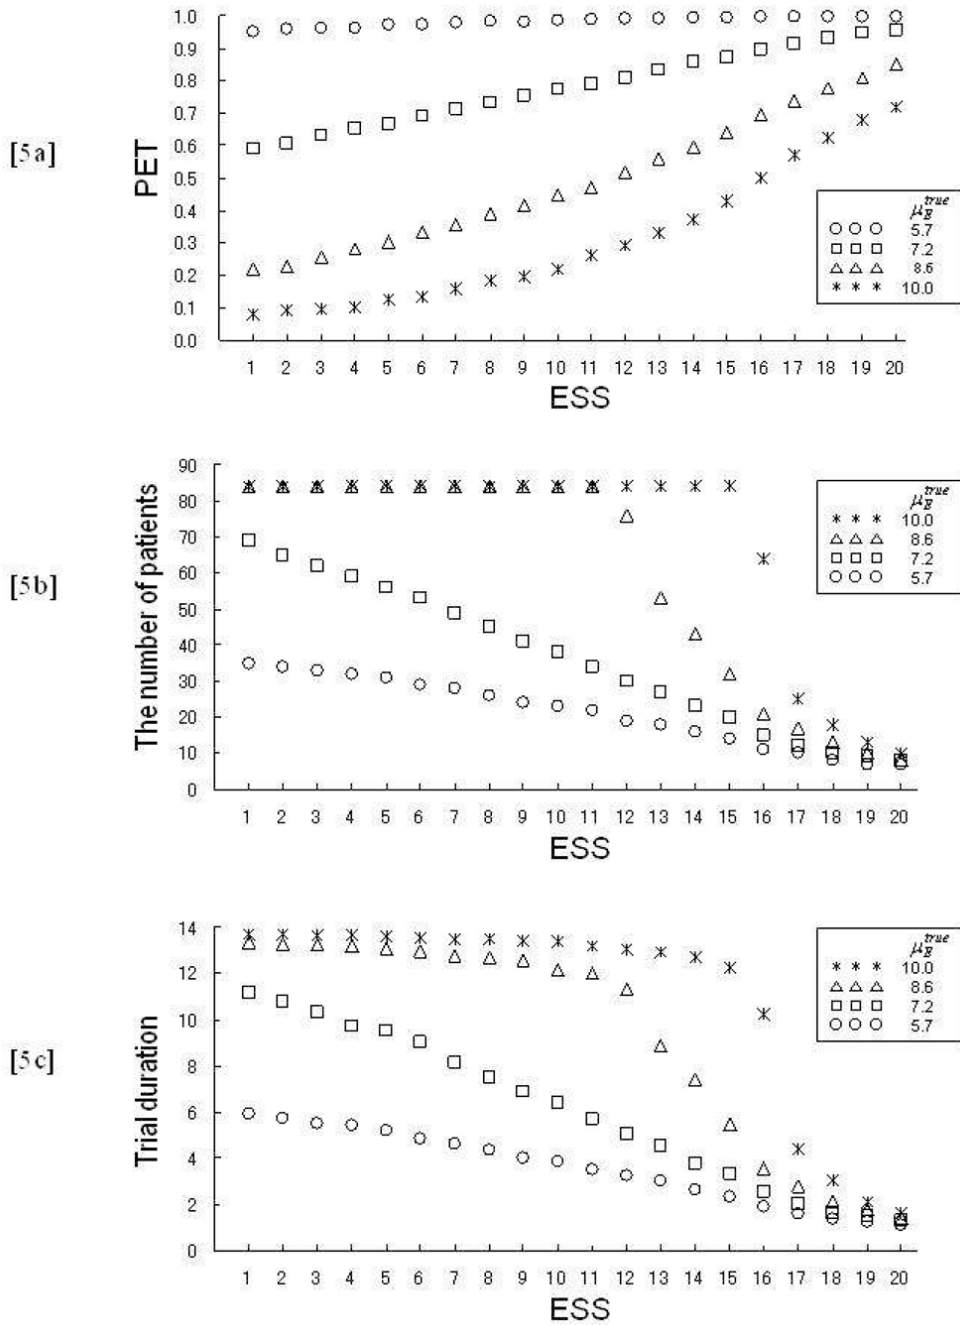 [5a]
PET
1.0
0.9
0.8
0.7
0.6
0.5
0.4
0.3
0.2
0.1
0.0
1 2 3 4 5 6 7 8 9 10 11 12 13 14 15 16 17 18 19 20
ESS
μ_E^true
5.7
7.2
8.6
10.0
[5b]
The number of patients
90
80
70
60
50
40
30
20
10
0
1 2 3 4 5 6 7 8 9 10 11 12 13 14 15 16 17 18 19 20
ESS
μ_E^true
10.0
8.6
7.2
5.7
[5c]
Trial duration
14
12
10
8
6
4
2
0
1 2 3 4 5 6 7 8 9 10 11 12 13 14 15 16 17 18 19 20
ESS
μ_E^true
10.0
8.6
7.2
5.7